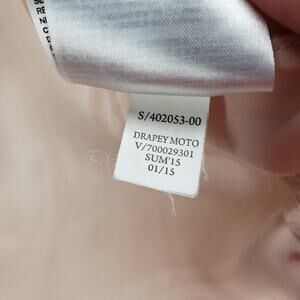 S/402053-00
DRAPEY MOTO
V/700029301
SUM'15
01/15